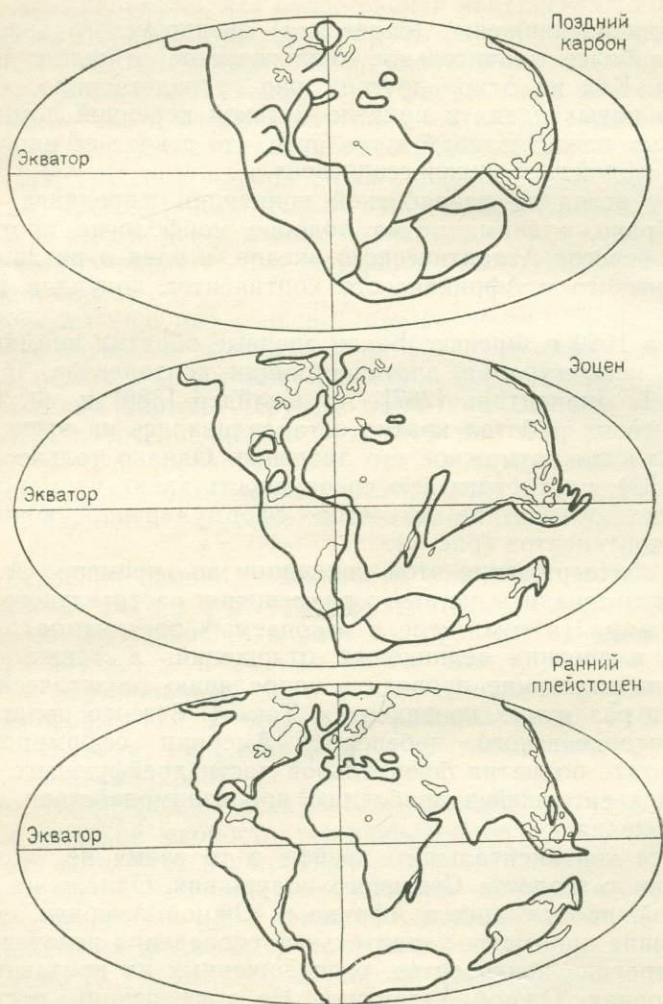 Поздний
карбон
Экватор
Эоцен
Экватор
Ранний
плейстоцен
Экватор